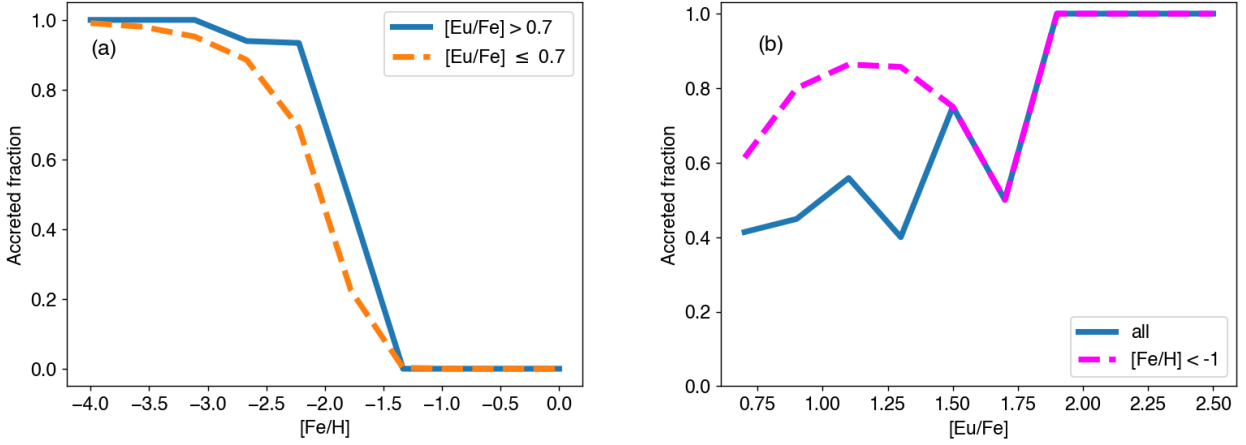 (a)
[Eu/Fe] > 0.7
[Eu/Fe] ≤ 0.7
Accreted fraction
1.0
0.8
0.6
0.4
0.2
0.0
−4.0 −3.5 −3.0 −2.5 −2.0 −1.5 −1.0 −0.5 0.0
[Fe/H]
(b)
Accreted fraction
1.0
0.8
0.6
0.4
0.2
0.0
all
[Fe/H] < -1
0.75 1.00 1.25 1.50 1.75 2.00 2.25 2.50
[Eu/Fe]